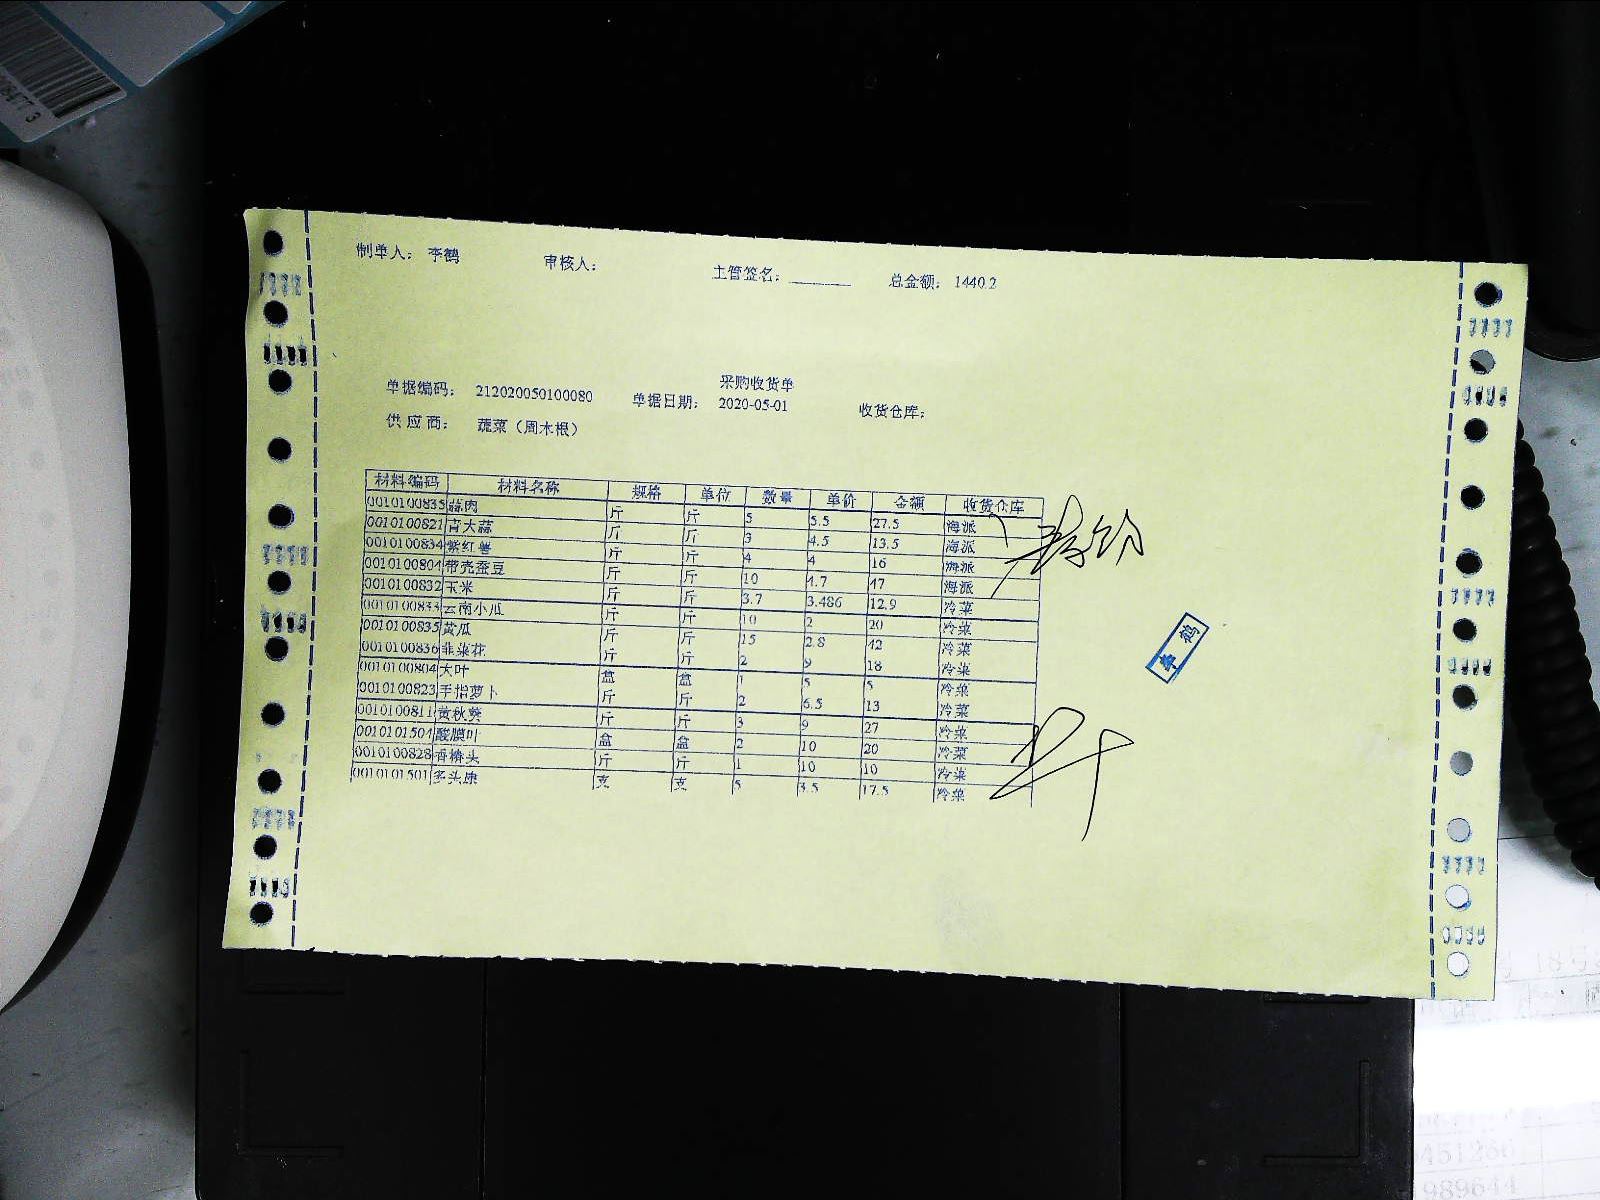 制单人： 李鹤 审核人： 主管签名： 总金额： 1440.2
采购收货单
单据编码： 212020050100080 单据日期： 2020-05-01 收货仓库：
供应商： 蔬菜（周木根）
材料编码 材料名称 规格 单位 数量 单价 金额 收货仓库
0010100835 蒜肉 斤 斤 5 5.5 27.5 海派
0010100821 青大蒜 斤 斤 3 4.5 13.5 海派
0010100834 紫红薯 斤 斤 4 4 16 海派
0010100804 带壳蚕豆 斤 斤 10 4.7 47 海派
0010100832 玉米 斤 斤 3.7 3.486 12.9 冷菜
0010100833 云南小瓜 斤 斤 10 2 20 冷菜
0010100835 黄瓜 斤 斤 15 2.8 42 冷菜
0010100836 韭菜花 斤 斤 2 9 18 冷菜
0010100804 大叶 盒 盒 1 5 5 冷菜
0010100823 手指萝卜 斤 斤 2 6.5 13 冷菜
0010100811 黄秋葵 斤 斤 3 9 27 冷菜
0010101504 酸膜叶 盒 盒 2 10 20 冷菜
0010100828 香椿头 斤 斤 1 10 10 冷菜
0010101501 多头康 支 支 5 3.5 17.5 冷菜
李鹤
451266
989644